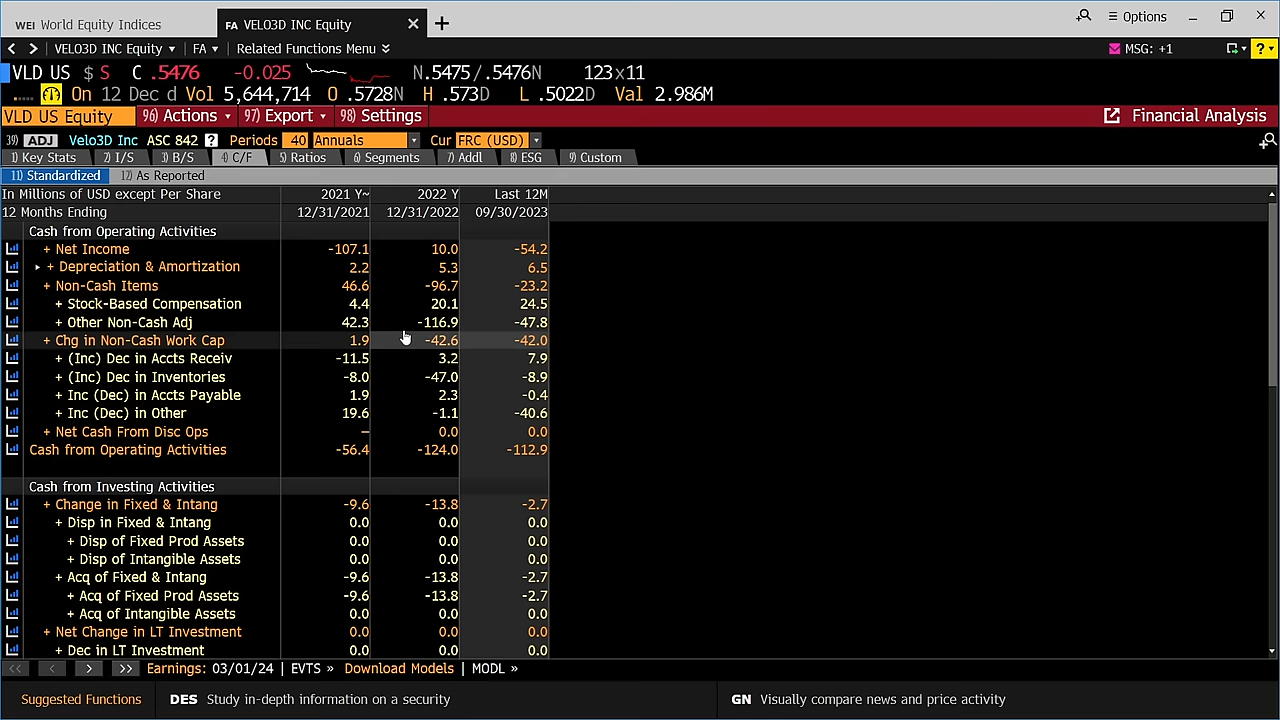 WEI World Equity Indices FA VELO3D INC Equity Options
VELO3D INC Equity FA Related Functions Menu MSG: +1 ?
VLD US $ S C .5476 -0.025 N.5475/.5476N 123x11
On 12 Dec d Vol 5,644,714 O .5728N H .573D L .5022D Val 2.986M
VLD US Equity 96) Actions 97) Export 98) Settings Financial Analysis
39) ADJ Velo3D Inc ASC 842 ? Periods 40 Annuals Cur FRC (USD)
1) Key Stats 2) I/S 3) B/S 4) C/F 5) Ratios 6) Segments 7) Addl 8) ESG 9) Custom
11) Standardized 12) As Reported
In Millions of USD except Per Share 2021 Y~ 2022 Y Last 12M
12 Months Ending 12/31/2021 12/31/2022 09/30/2023
Cash from Operating Activities
+ Net Income -107.1 10.0 -54.2
+ Depreciation & Amortization 2.2 5.3 6.5
+ Non-Cash Items 46.6 -96.7 -23.2
+ Stock-Based Compensation 4.4 20.1 24.5
+ Other Non-Cash Adj 42.3 -116.9 -47.8
+ Chg in Non-Cash Work Cap 1.9 -42.6 -42.0
+ (Inc) Dec in Accts Receiv -11.5 3.2 7.9
+ (Inc) Dec in Inventories -8.0 -47.0 -8.9
+ Inc (Dec) in Accts Payable 1.9 2.3 -0.4
+ Inc (Dec) in Other 19.6 -1.1 -40.6
+ Net Cash From Disc Ops — 0.0 0.0
Cash from Operating Activities -56.4 -124.0 -112.9
Cash from Investing Activities
+ Change in Fixed & Intang -9.6 -13.8 -2.7
+ Disp in Fixed & Intang 0.0 0.0 0.0
+ Disp of Fixed Prod Assets 0.0 0.0 0.0
+ Disp of Intangible Assets 0.0 0.0 0.0
+ Acq of Fixed & Intang -9.6 -13.8 -2.7
+ Acq of Fixed Prod Assets -9.6 -13.8 -2.7
+ Acq of Intangible Assets 0.0 0.0 0.0
+ Net Change in LT Investment 0.0 0.0 0.0
+ Dec in LT Investment 0.0 0.0 0.0
Earnings: 03/01/24 | EVTS » Download Models | MODL »
Suggested Functions DES Study in-depth information on a security GN Visually compare news and price activity